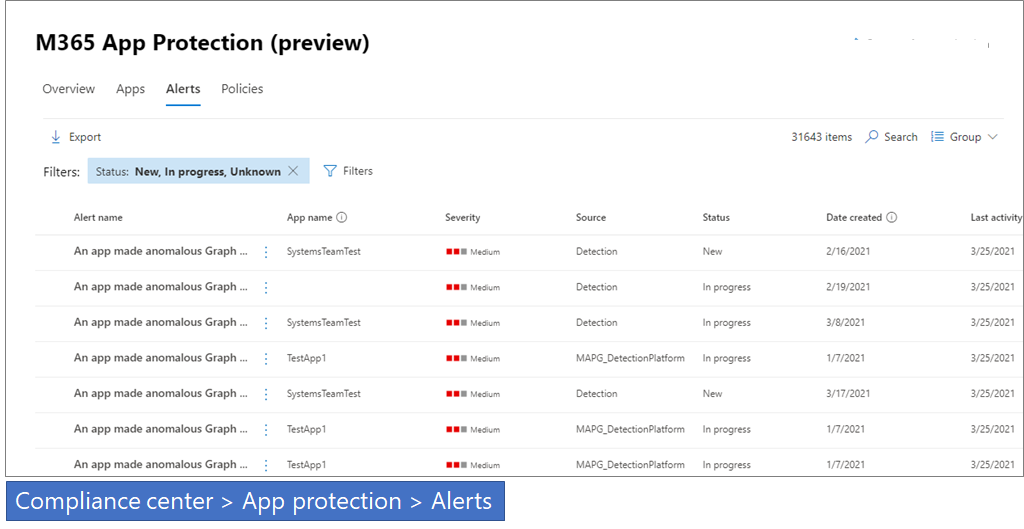 M365 App Protection (preview)
Overview Apps Alerts Policies
Export 31643 items Search Group
Filters: Status: New, In progress, Unknown Filters
Alert name App name Severity Source Status Date created Last activity
An app made anomalous Graph ... SystemsTeamTest Medium Detection New 2/16/2021 3/25/2021
An app made anomalous Graph ... Medium Detection In progress 2/19/2021 3/25/2021
An app made anomalous Graph ... SystemsTeamTest Medium Detection In progress 3/8/2021 3/25/2021
An app made anomalous Graph ... TestApp1 Medium MAPG_DetectionPlatform In progress 1/7/2021 3/25/2021
An app made anomalous Graph ... SystemsTeamTest Medium Detection New 3/17/2021 3/25/2021
An app made anomalous Graph ... TestApp1 Medium MAPG_DetectionPlatform In progress 1/7/2021 3/25/2021
An app made anomalous Graph ... TestApp1 Medium MAPG_DetectionPlatform In progress 1/7/2021 3/25/2021
Compliance center > App protection > Alerts